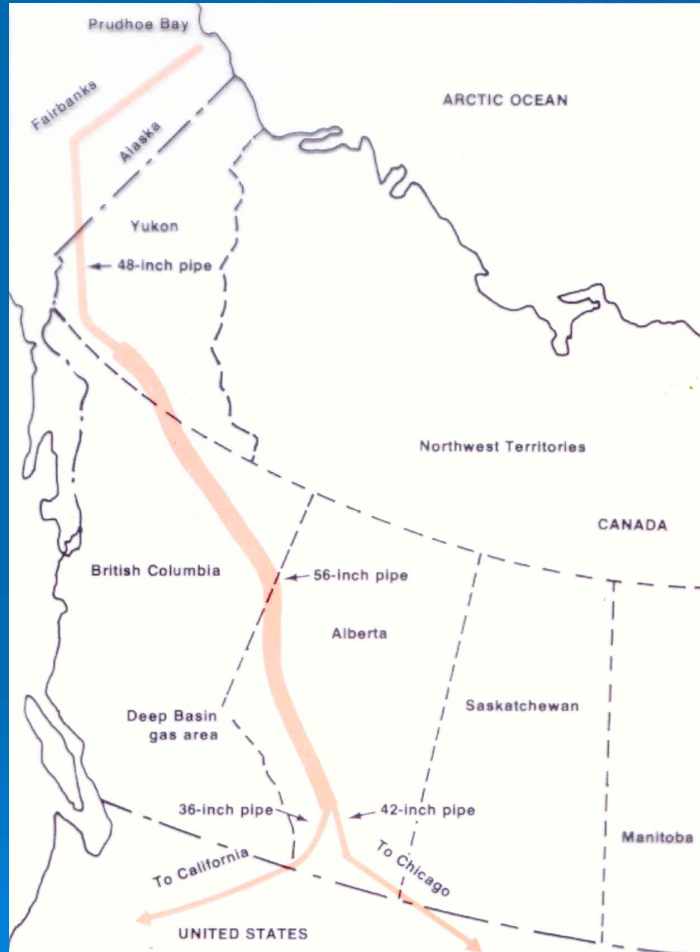 Prudhoe Bay
Fairbanks
ARCTIC OCEAN
Alaska
Yukon
48-inch pipe
Northwest Territories
CANADA
British Columbia
56-inch pipe
Alberta
Saskatchewan
Deep Basin
gas area
36-inch pipe
42-inch pipe
Manitoba
To California
To Chicago
UNITED STATES